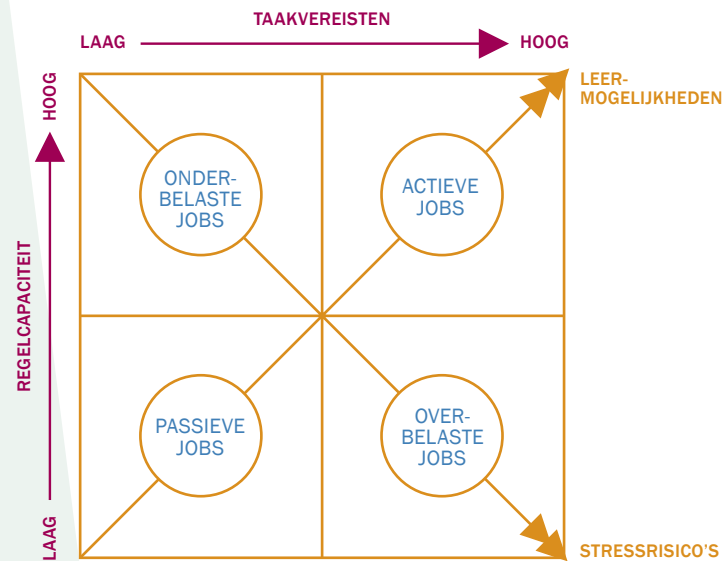 TAAKVEREISTEN
LAAG
HOOG
LEER-
MOGELIJKHEDEN
HOOG
REGELCAPACITEIT
LAAG
ONDER-
BELASTE
JOBS
ACTIEVE
JOBS
PASSIEVE
JOBS
OVER-
BELASTE
JOBS
STRESSRISICO'S